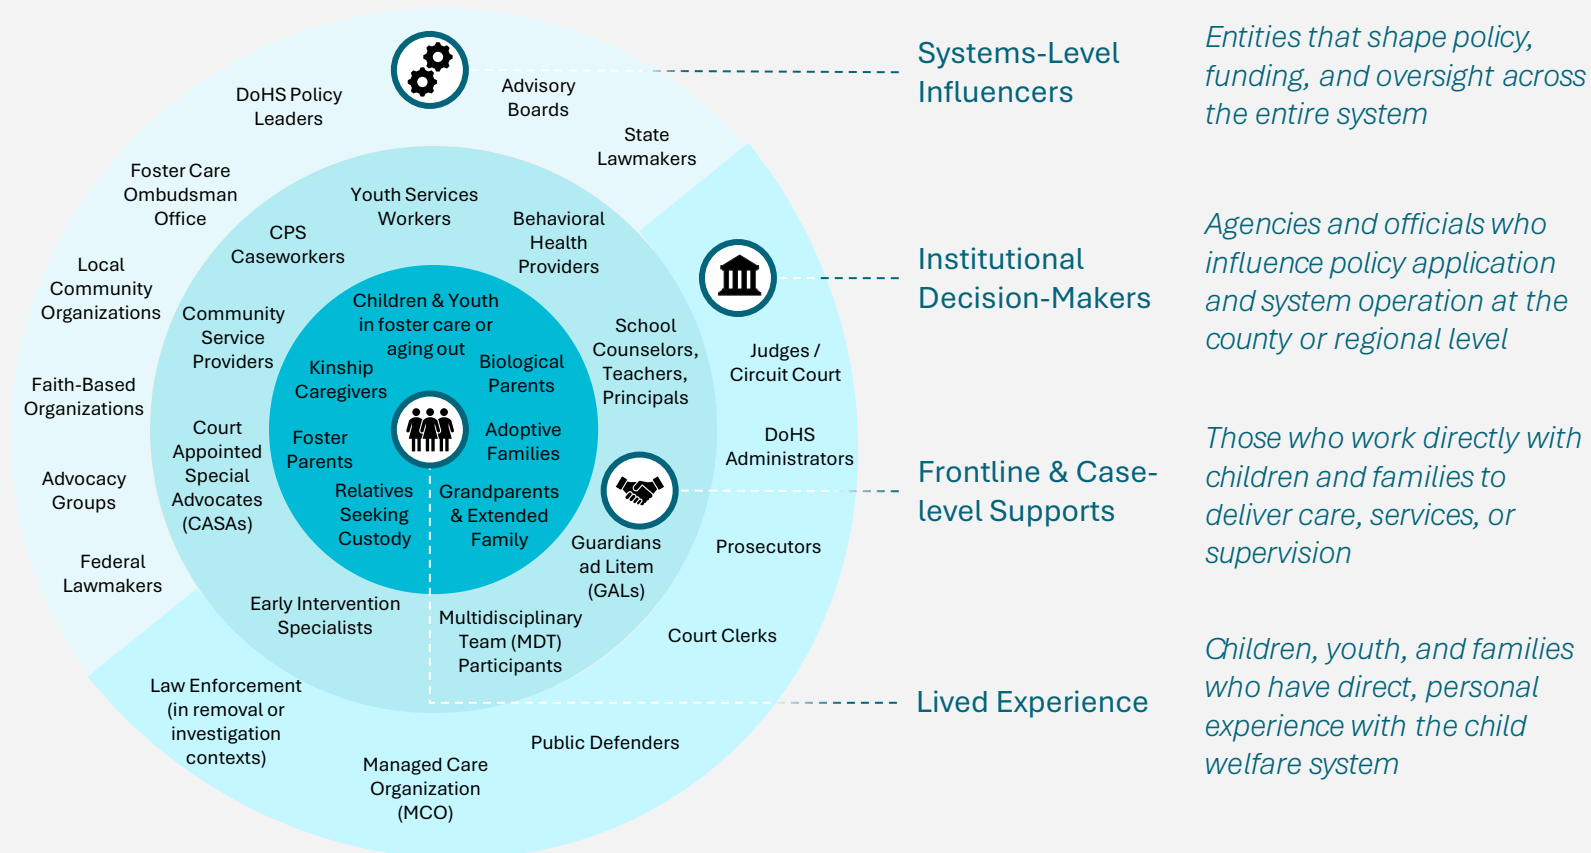 DoHS Policy
Leaders
Advisory
Boards
State
Lawmakers
Foster Care
Ombudsman
Office
Local
Community
Organizations
Faith-Based
Organizations
Advocacy
Groups
Federal
Lawmakers
Youth Services
Workers
CPS
Caseworkers
Behavioral
Health
Providers
Community
Service
Providers
School
Counselors,
Teachers,
Principals
Court
Appointed
Special
Advocates
(CASAs)
Guardians
ad Litem
(GALs)
Early Intervention
Specialists
Multidisciplinary
Team (MDT)
Participants
Children & Youth
in foster care or
aging out
Kinship
Caregivers
Biological
Parents
Foster
Parents
Adoptive
Families
Relatives
Seeking
Custody
Grandparents
& Extended
Family
Judges /
Circuit Court
DoHS
Administrators
Prosecutors
Court Clerks
Public Defenders
Managed Care
Organization
(MCO)
Law Enforcement
(in removal or
investigation
contexts)
Systems-Level
Influencers
Entities that shape policy,
funding, and oversight across
the entire system
Institutional
Decision-Makers
Agencies and officials who
influence policy application
and system operation at the
county or regional level
Frontline & Case-
level Supports
Those who work directly with
children and families to
deliver care, services, or
supervision
Lived Experience
Children, youth, and families
who have direct, personal
experience with the child
welfare system